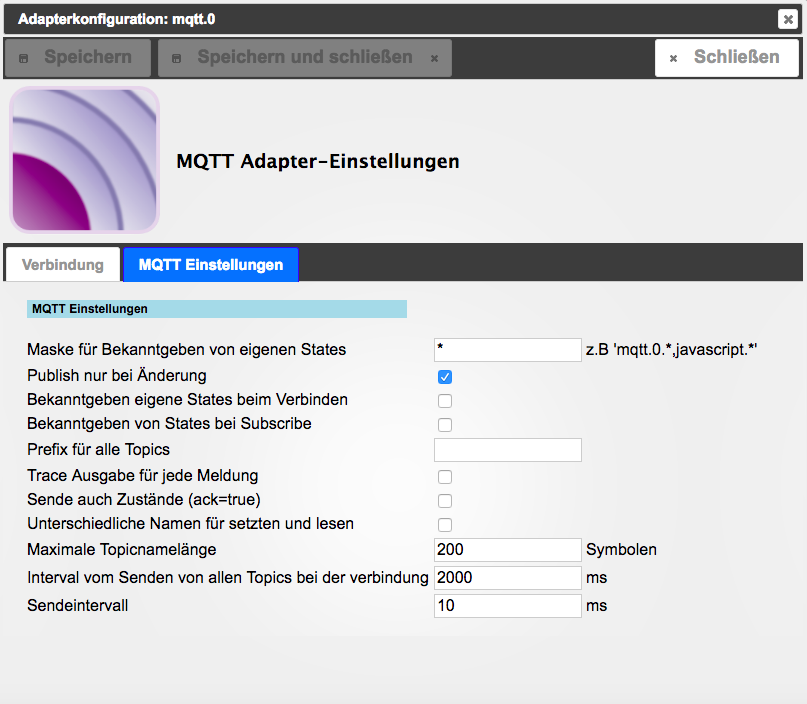 Adapterkonfiguration: mqtt.0
Speichern Speichern und schließen Schließen
MQTT Adapter-Einstellungen
Verbindung MQTT Einstellungen
MQTT Einstellungen
Maske für Bekanntgeben von eigenen States * z.B 'mqtt.0.*,javascript.*'
Publish nur bei Änderung
Bekanntgeben eigene States beim Verbinden
Bekanntgeben von States bei Subscribe
Prefix für alle Topics
Trace Ausgabe für jede Meldung
Sende auch Zustände (ack=true)
Unterschiedliche Namen für setzten und lesen
Maximale Topicnamelänge 200 Symbolen
Interval vom Senden von allen Topics bei der verbindung 2000 ms
Sendeintervall 10 ms